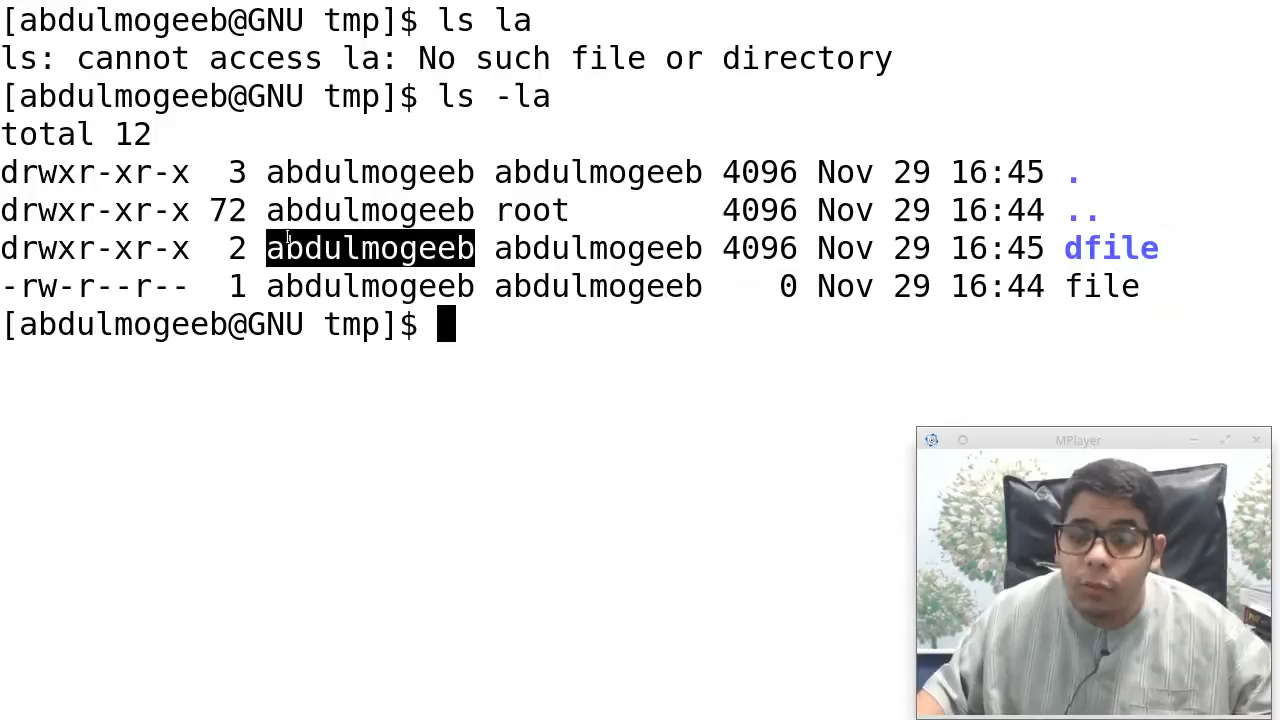 [abdulmogeeb@GNU tmp]$ ls la
ls: cannot access la: No such file or directory
[abdulmogeeb@GNU tmp]$ ls -la
total 12
drwxr-xr-x  3 abdulmogeeb abdulmogeeb 4096 Nov 29 16:45 .
drwxr-xr-x 72 abdulmogeeb root        4096 Nov 29 16:44 ..
drwxr-xr-x  2 abdulmogeeb abdulmogeeb 4096 Nov 29 16:45 dfile
-rw-r--r--  1 abdulmogeeb abdulmogeeb    0 Nov 29 16:44 file
[abdulmogeeb@GNU tmp]$
MPlayer